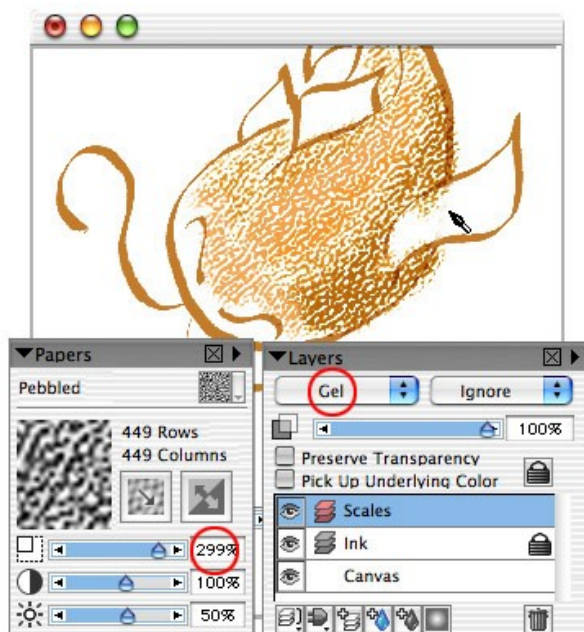 Papers
Pebbled
449 Rows
449 Columns
299%
100%
50%
Layers
Gel
Ignore
100%
Preserve Transparency
Pick Up Underlying Color
Scales
Ink
Canvas